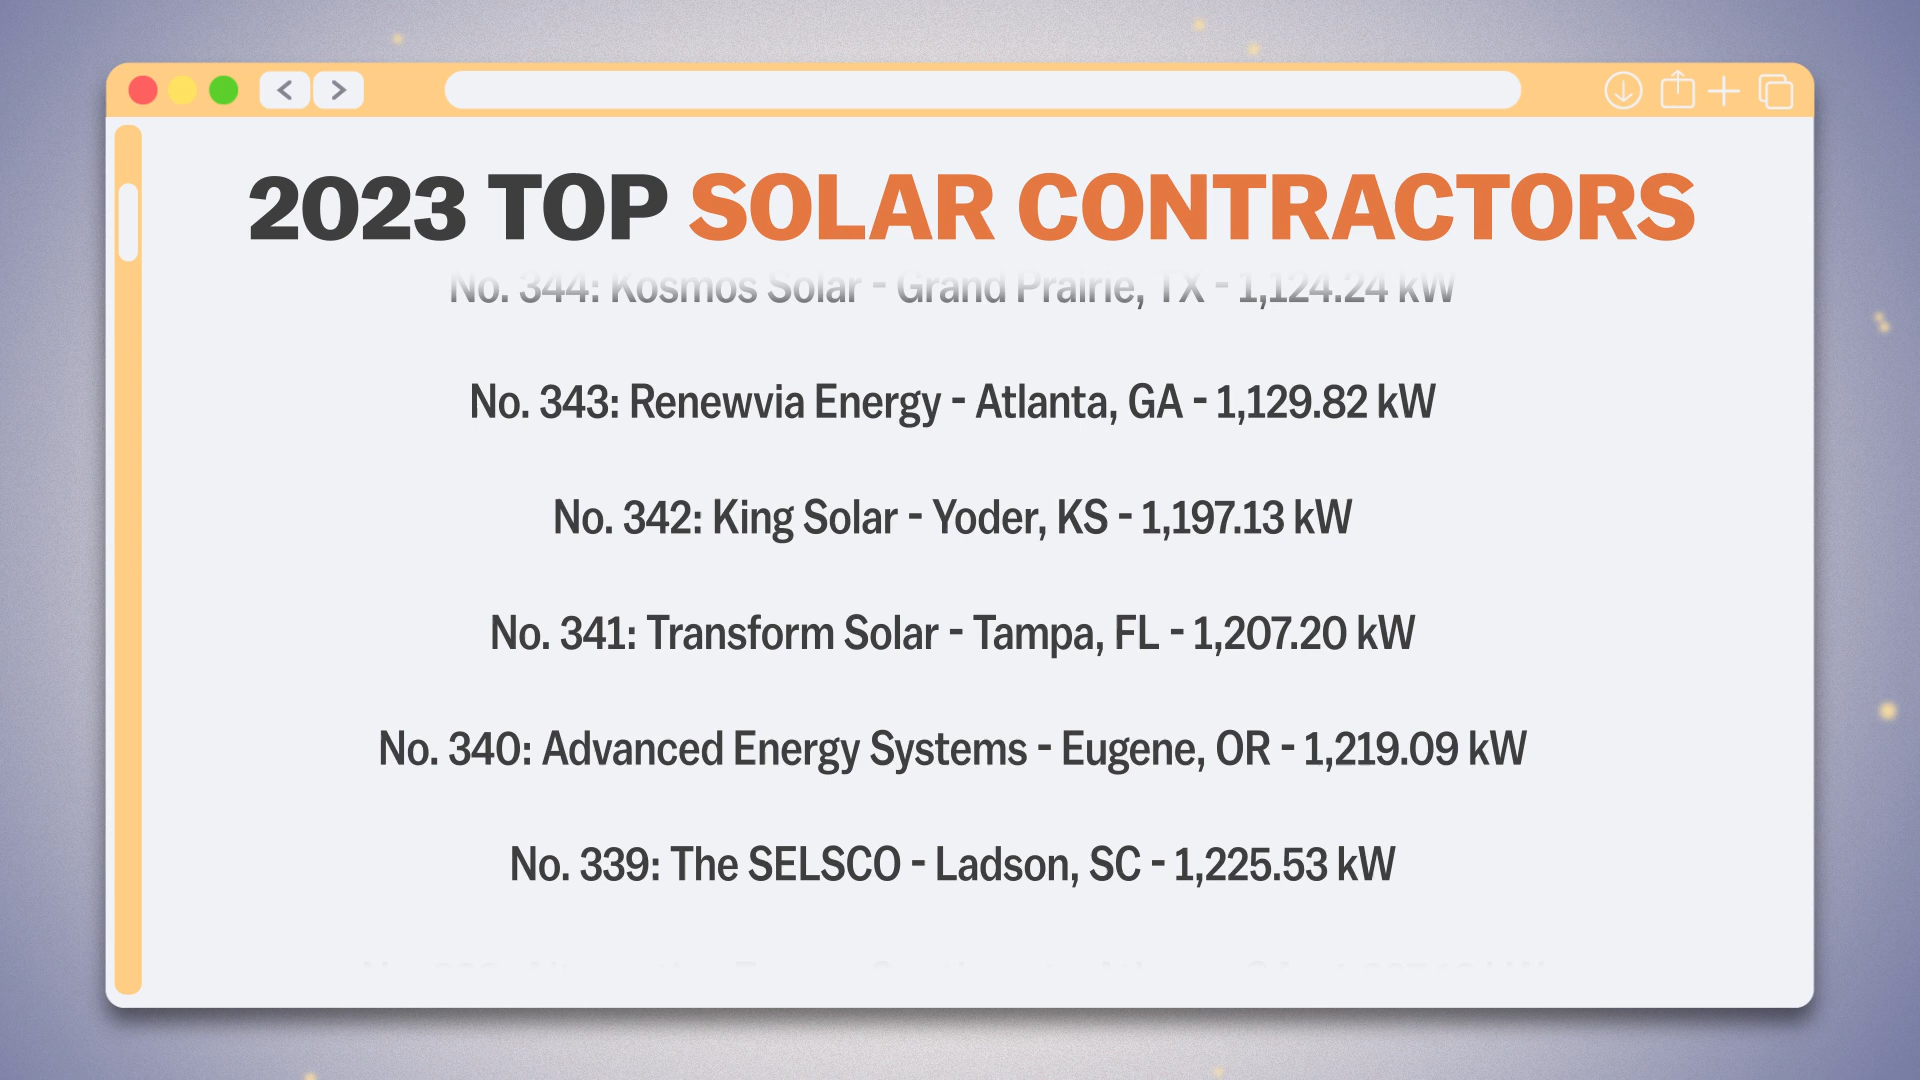 2023 TOP SOLAR CONTRACTORS
No. 344: Kosmos Solar - Grand Prairie, TX - 1,124.24 kW
No. 343: Renewvia Energy - Atlanta, GA - 1,129.82 kW
No. 342: King Solar - Yoder, KS - 1,197.13 kW
No. 341: Transform Solar - Tampa, FL - 1,207.20 kW
No. 340: Advanced Energy Systems - Eugene, OR - 1,219.09 kW
No. 339: The SELSCO - Ladson, SC - 1,225.53 kW